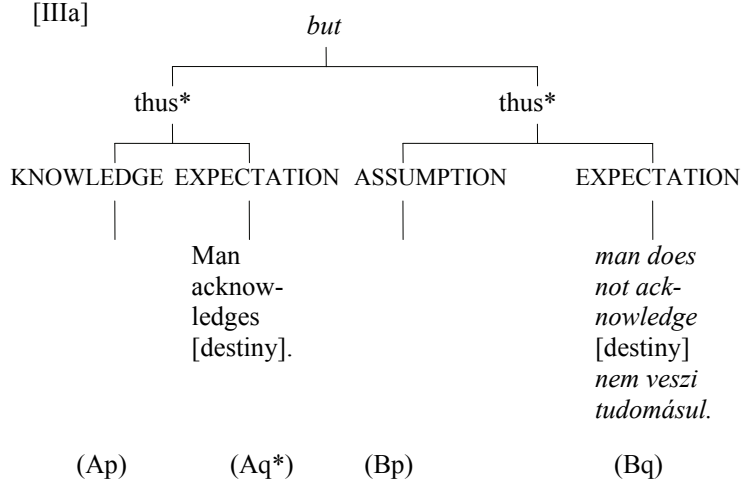 [IIIa]
but
thus* thus*
KNOWLEDGE EXPECTATION ASSUMPTION EXPECTATION
Man
acknow-
ledges
[destiny].
man does
not ack-
nowledge
[destiny]
nem veszi
tudomásul.
(Ap) (Aq*) (Bp) (Bq)